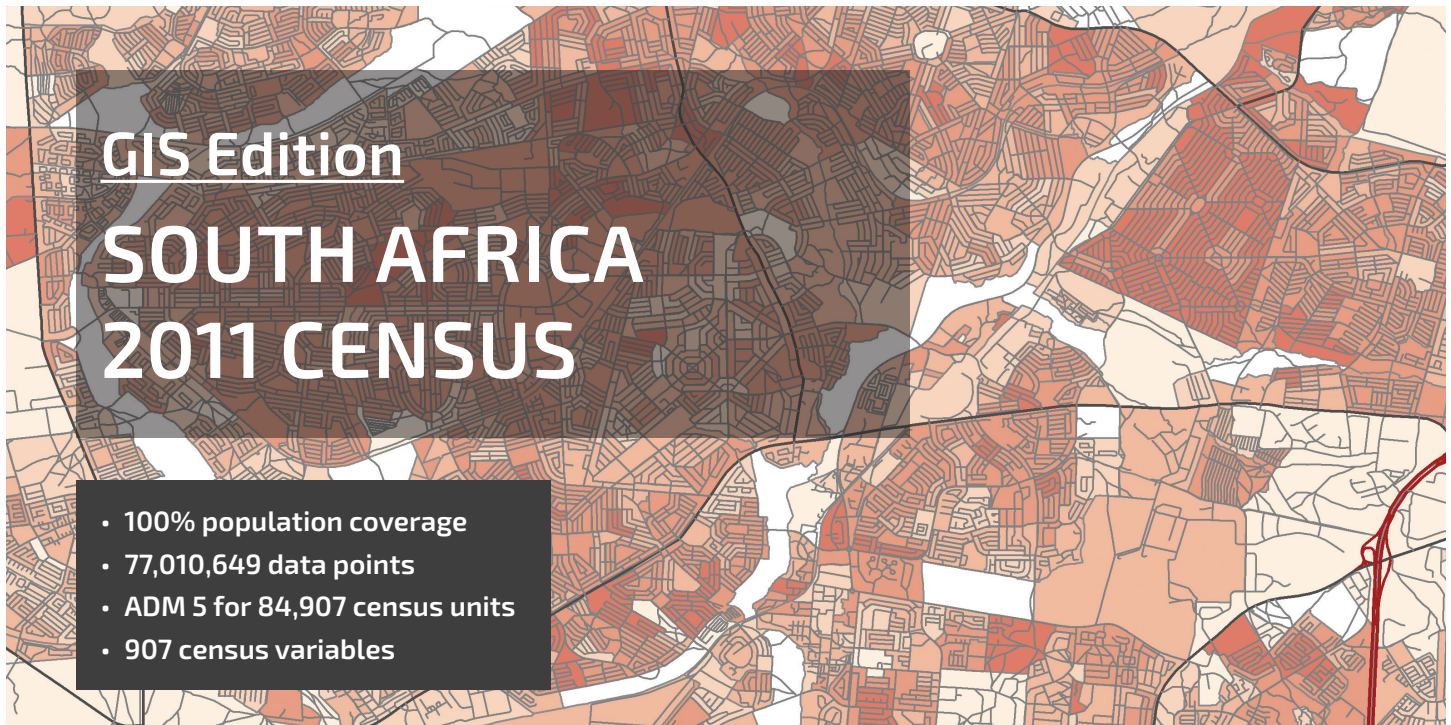 GIS Edition
SOUTH AFRICA
2011 CENSUS
• 100% population coverage
• 77,010,649 data points
• ADM 5 for 84,907 census units
• 907 census variables